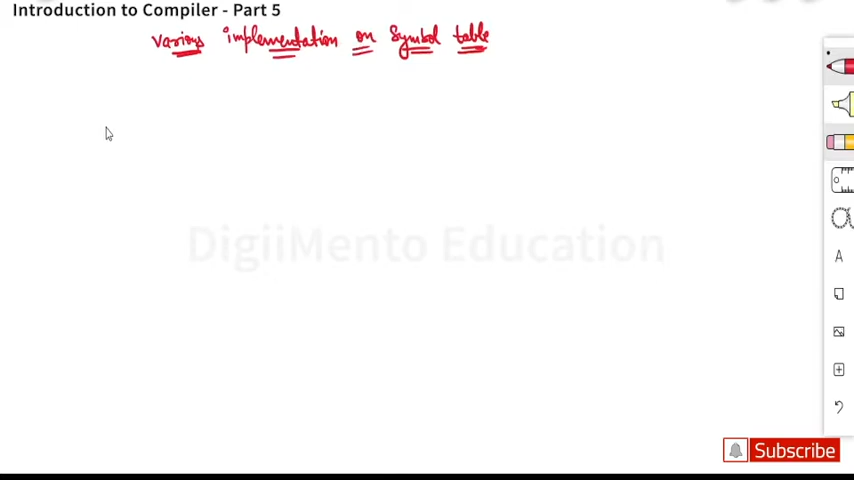 Introduction to Compiler - Part 5
various implementation on symbol table
DigiiMento Education
A
Subscribe